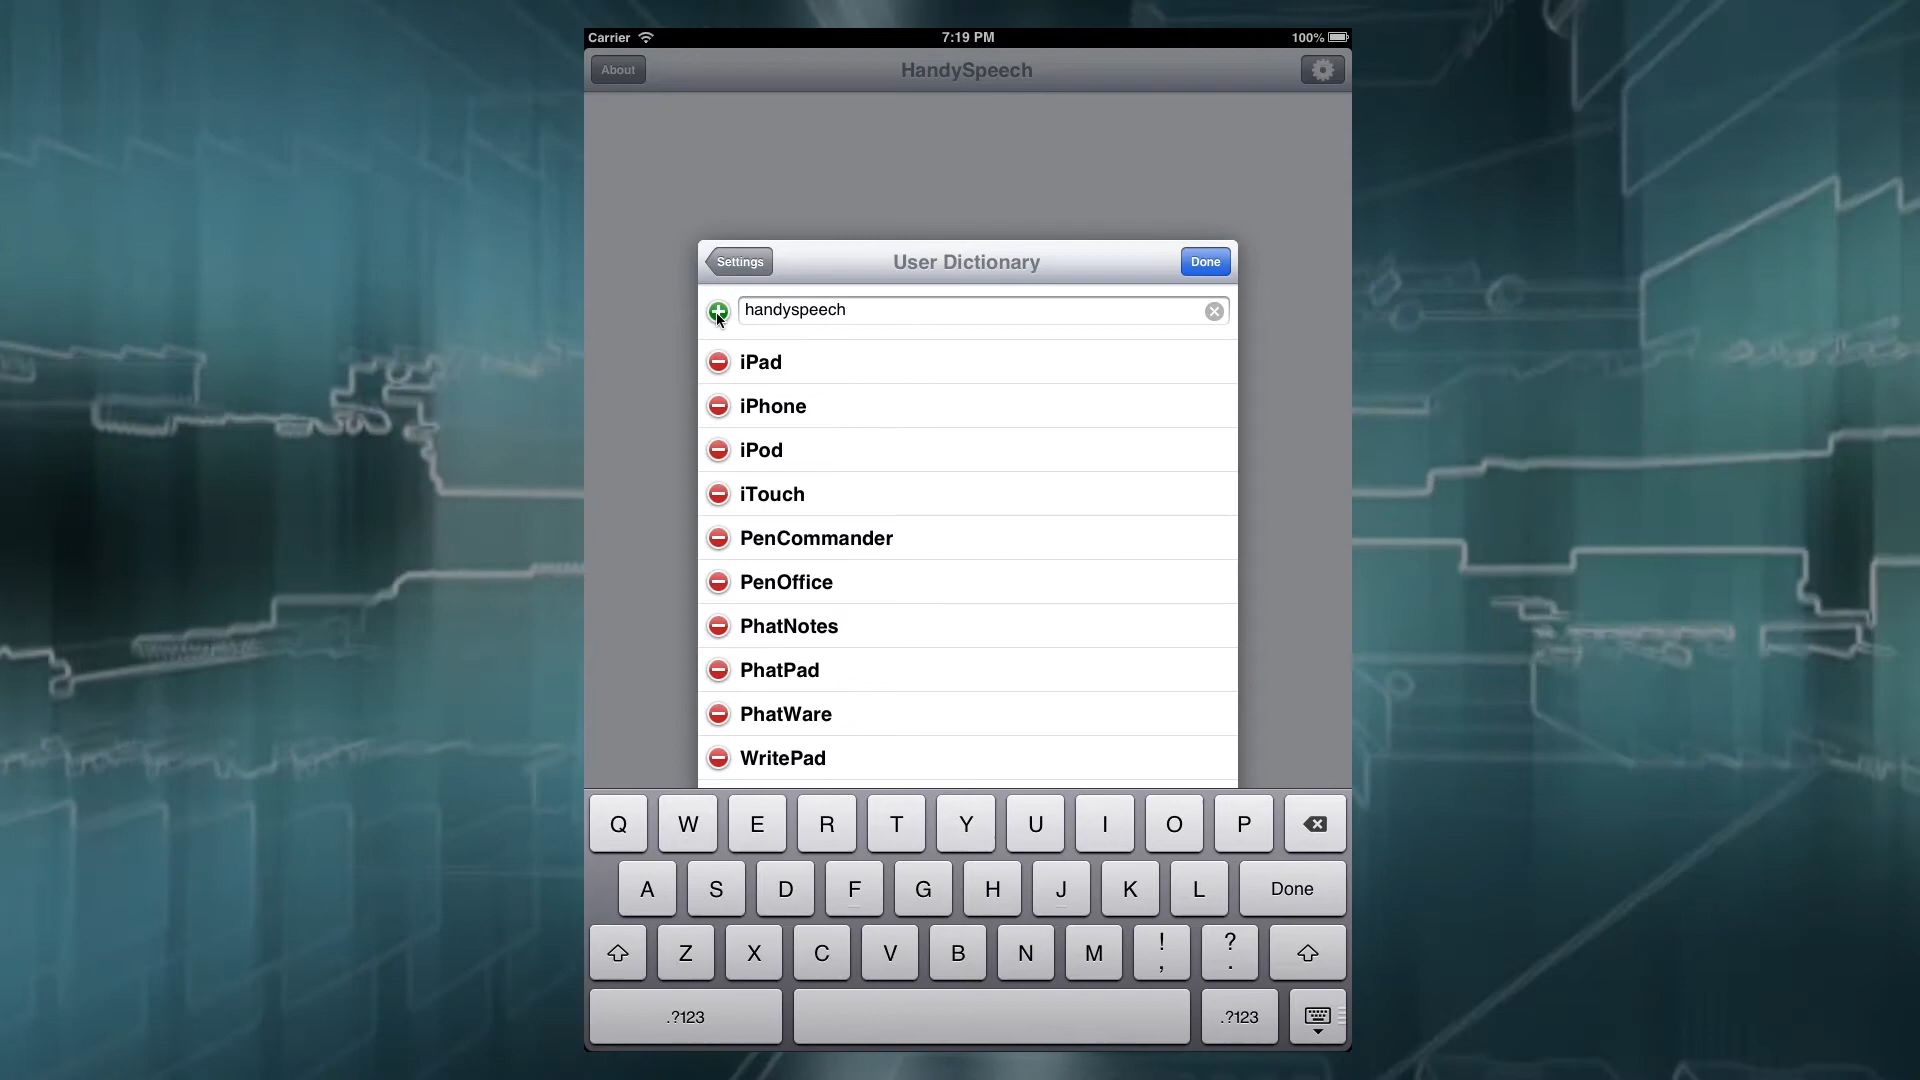 Carrier 7:19 PM 100%
About HandySpeech
Settings User Dictionary Done
handyspeech
iPad
iPhone
iPod
iTouch
PenCommander
PenOffice
PhatNotes
PhatPad
PhatWare
WritePad
Q W E R T Y U I O P
A S D F G H J K L Done
Z X C V B N M ! , ? .
.?123 .?123